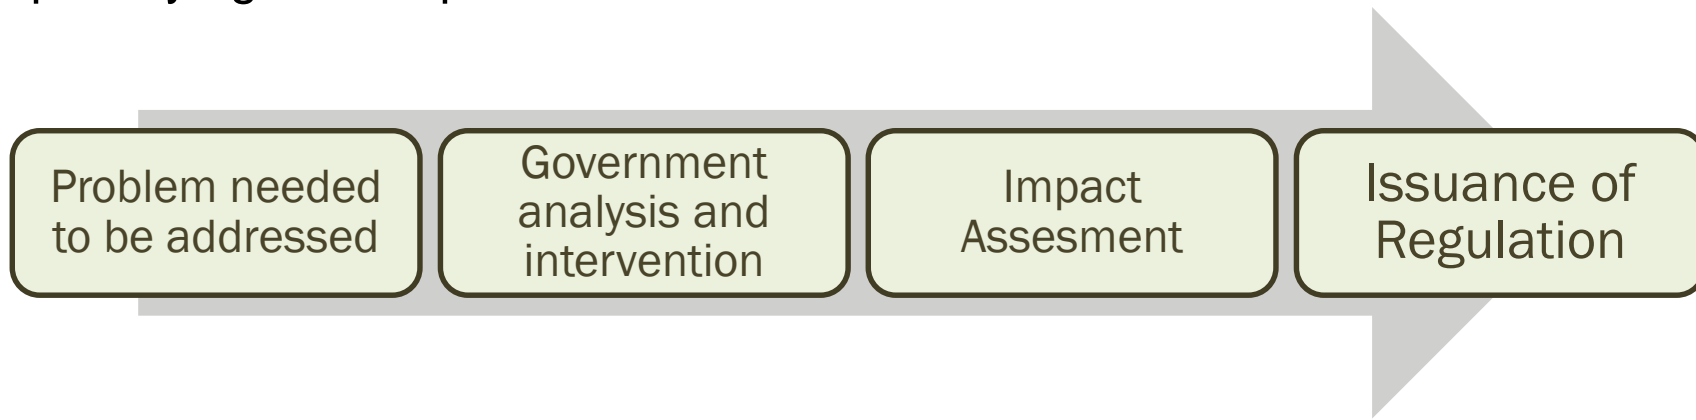 Problem needed
to be addressed
Government
analysis and
intervention
Impact
Assesment
Issuance of
Regulation